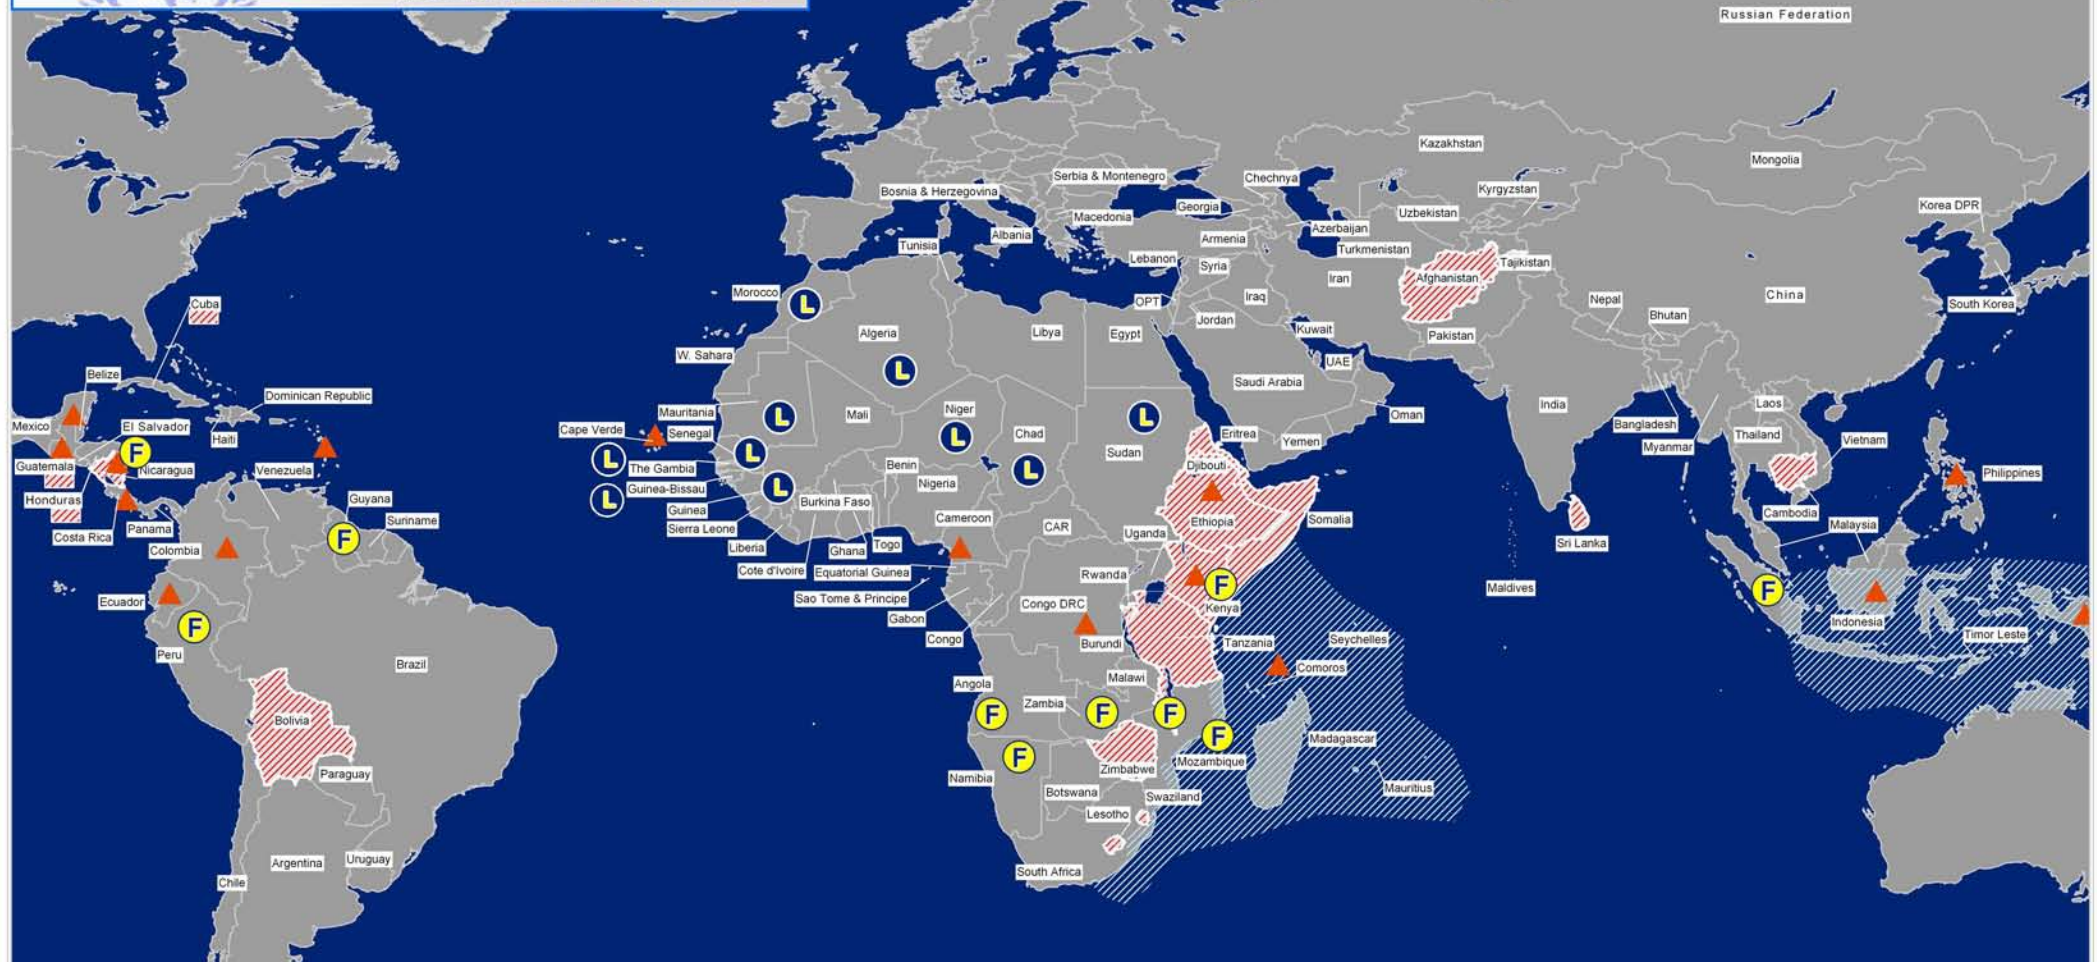 Russian Federation
Kazakhstan
Mongolia
Serbia & Montenegro
Chechnya
Bosnia & Herzegovina
Kyrgyzstan
Georgia
Korea DPR
Macedonia
Uzbekistan
Azerbaijan
Albania
Armenia
Tunisia
Turkmenistan
Lebanon
Syria
Tajikistan
Iran
Afghanistan
Morocco
L
OPT
Iraq
Nepal
China
South Korea
Cuba
Jordan
Bhutan
Algeria
Libya
Egypt
Kuwait
Pakistan
W. Sahara
UAE
L
Belize
Saudi Arabia
Dominican Republic
India
Laos
Mauritania
L
Mali
Niger
L
Oman
Mexico
El Salvador
Haiti
Cape Verde
Senegal
L
Chad
Eritrea
Yemen
Bangladesh
Thailand
Vietnam
Myanmar
F
L
L
Sudan
Guatemala
Nicaragua
Venezuela
The Gambia
Benin
L
Djibouti
Philippines
Honduras
Guyana
L
Guinea-Bissau
L
Nigeria
Burkina Faso
Guinea
Cambodia
Costa Rica
Panama
Suriname
Sierra Leone
Cameroon
CAR
Ethiopia
Somalia
Malaysia
Colombia
F
Liberia
Ghana
Togo
Uganda
Sri Lanka
Cote d'Ivoire
Equatorial Guinea
Rwanda
F
Maldives
F
Ecuador
Sao Tome & Principe
Congo DRC
Kenya
F
Gabon
Indonesia
Congo
Burundi
Tanzania
Seychelles
Timor Leste
Peru
Brazil
Comoros
Angola
Malawi
Bolivia
F
Zambia
F
F
F
Madagascar
Namibia
F
Zimbabwe
Mozambique
Paraguay
Botswana
Swaziland
Mauritius
Lesotho
Argentina
Uruguay
South Africa
Chile